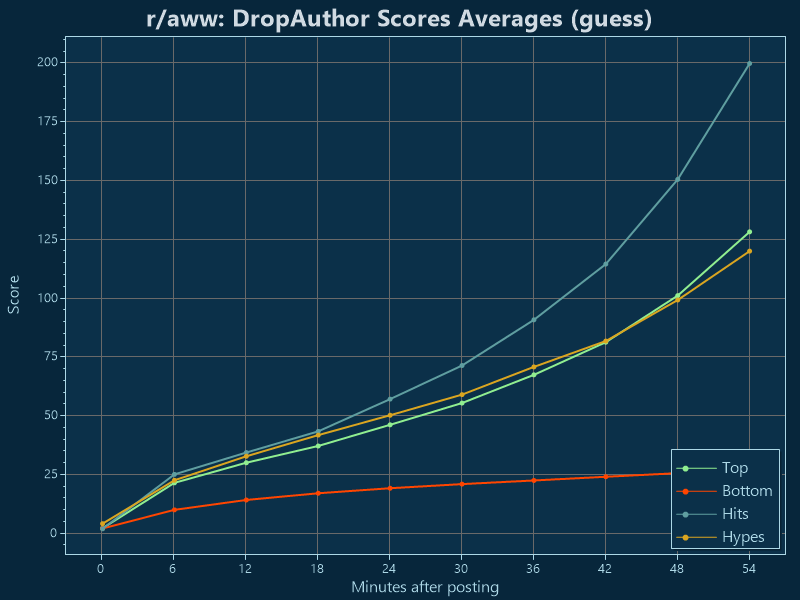 r/aww: DropAuthor Scores Averages (guess)
Score
200
175
150
125
100
75
50
25
0
Top
Bottom
Hits
Hypes
0 6 12 18 24 30 36 42 48 54
Minutes after posting